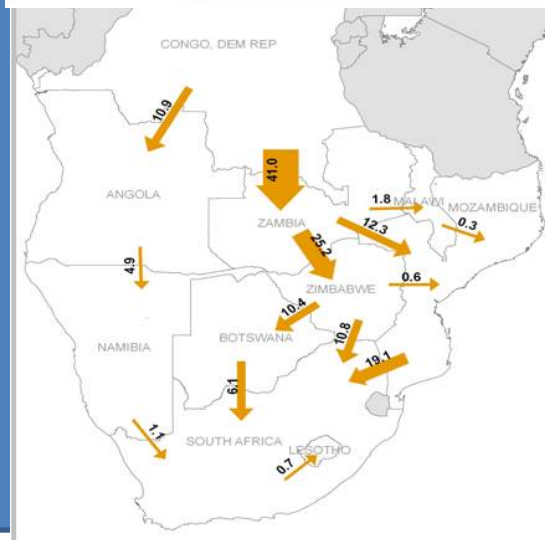 CONGO, DEM REP
10.9
41.0
ANGOLA
1.8
MALAWI
MOZAMBIQUE
ZAMBIA
12.3
0.3
25.2
4.9
0.6
ZIMBABWE
10.4
NAMIBIA
BOTSWANA
10.8
19.1
6.1
1.1
SOUTH AFRICA
LESOTHO
0.7